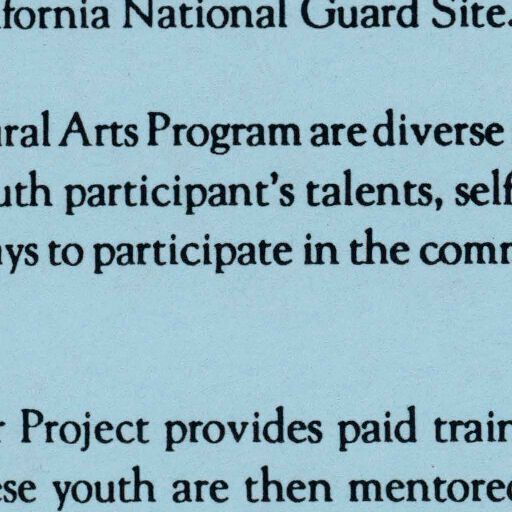 ifornia National Guard Site.
ural Arts Program are diverse
uth participant's talents, self
ays to participate in the comm
r Project provides paid train
ese youth are then mentored